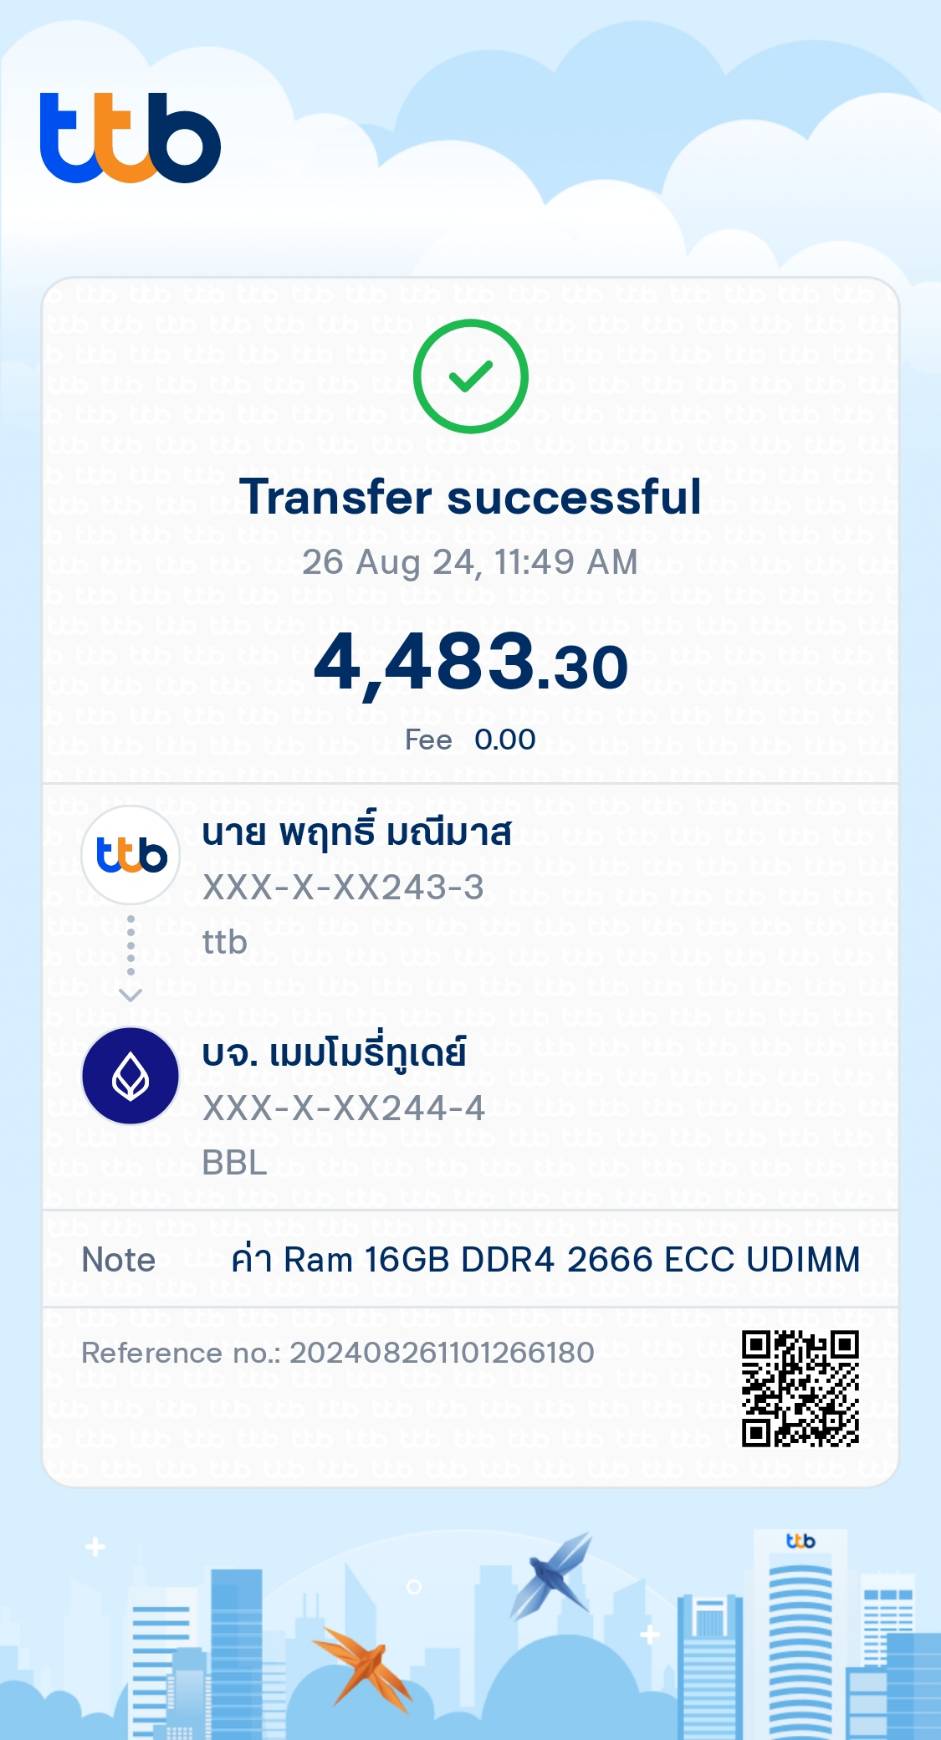 ttb
Transfer successful
26 Aug 24, 11:49 AM
4,483.30
Fee 0.00
ttb
นาย พฤทธิ์ มณีมาส
XXX-X-XX243-3
ttb
บจ. เมมโมรี่ทูเดย์
XXX-X-XX244-4
BBL
Note ค่า Ram 16GB DDR4 2666 ECC UDIMM
Reference no.: 202408261101266180
ttb